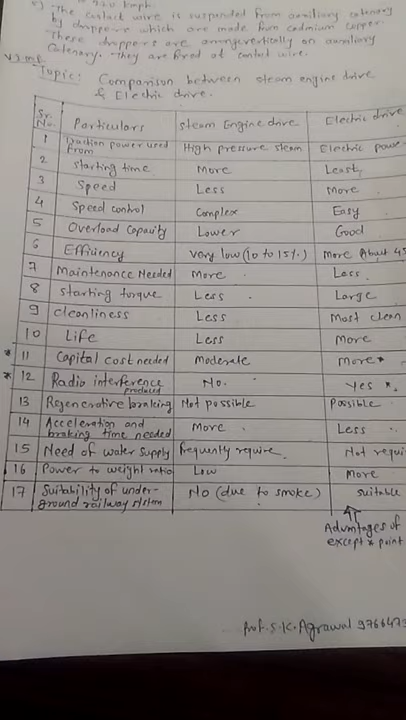 5) The contact wire is suspended from auxiliary catenary
by droppers which are made from cadmium copper.
These droppers are arrange vertically on auxiliary
Catenary. They are fixed at contact wire.
V.Imp.
Topic: Comparison between steam engine drive
& Electric drive.
Sr. No. Particulars Steam Engine drive Electric drive
1 Traction power used From High pressure steam Electric power
2 Starting time More Least
3 Speed Less More
4 Speed control Complex Easy
5 Overload Capacity Lower Good
6 Efficiency very low (10 to 15%) More About 45
7 Maintenance Needed More Less
8 Starting torque Less Large
9 Cleanliness Less Most clean
10 Life Less More
* 11 Capital cost needed Moderate More *
* 12 Radio interference produced No. Yes *
13 Regenerative braking Not possible Possible
14 Acceleration and braking time needed More Less
15 Need of water supply Frequently require Not requi
16 Power to weight ratio Low More
17 Suitability of under-ground railway system No (due to smoke) suitable
Advantages of
except * point
Prof. S.K. Agrawal